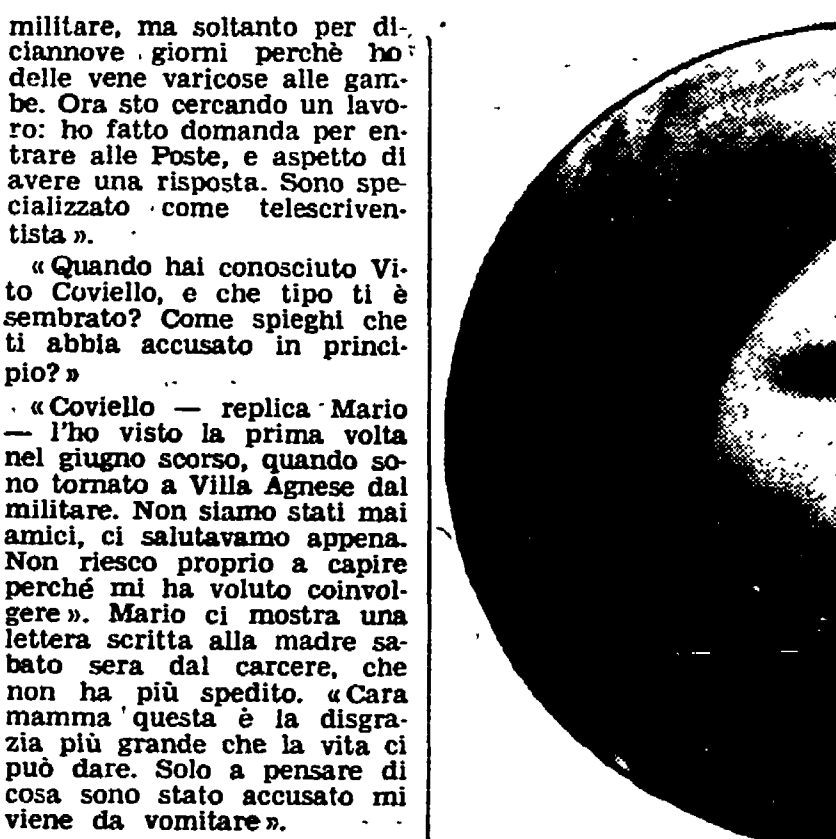 militare, ma soltanto per di-
ciannove giorni perchè ho
delle vene varicose alle gam-
be. Ora sto cercando un lavo-
ro: ho fatto domanda per en-
trare alle Poste, e aspetto di
avere una risposta. Sono spe-
cializzato come telescriven-
tista ».
« Quando hai conosciuto Vi-
to Coviello, e che tipo ti è
sembrato? Come spieghi che
ti abbia accusato in princi-
pio? »
« Coviello — replica Mario
— l'ho visto la prima volta
nel giugno scorso, quando so-
no tornato a Villa Agnese dal
militare. Non siamo stati mai
amici, ci salutavamo appena.
Non riesco proprio a capire
perché mi ha voluto coinvol-
gere ». Mario ci mostra una
lettera scritta alla madre sa-
bato sera dal carcere, che
non ha più spedito. « Cara
mamma questa è la disgra-
zia più grande che la vita ci
può dare. Solo a pensare di
cosa sono stato accusato mi
viene da vomitare ».